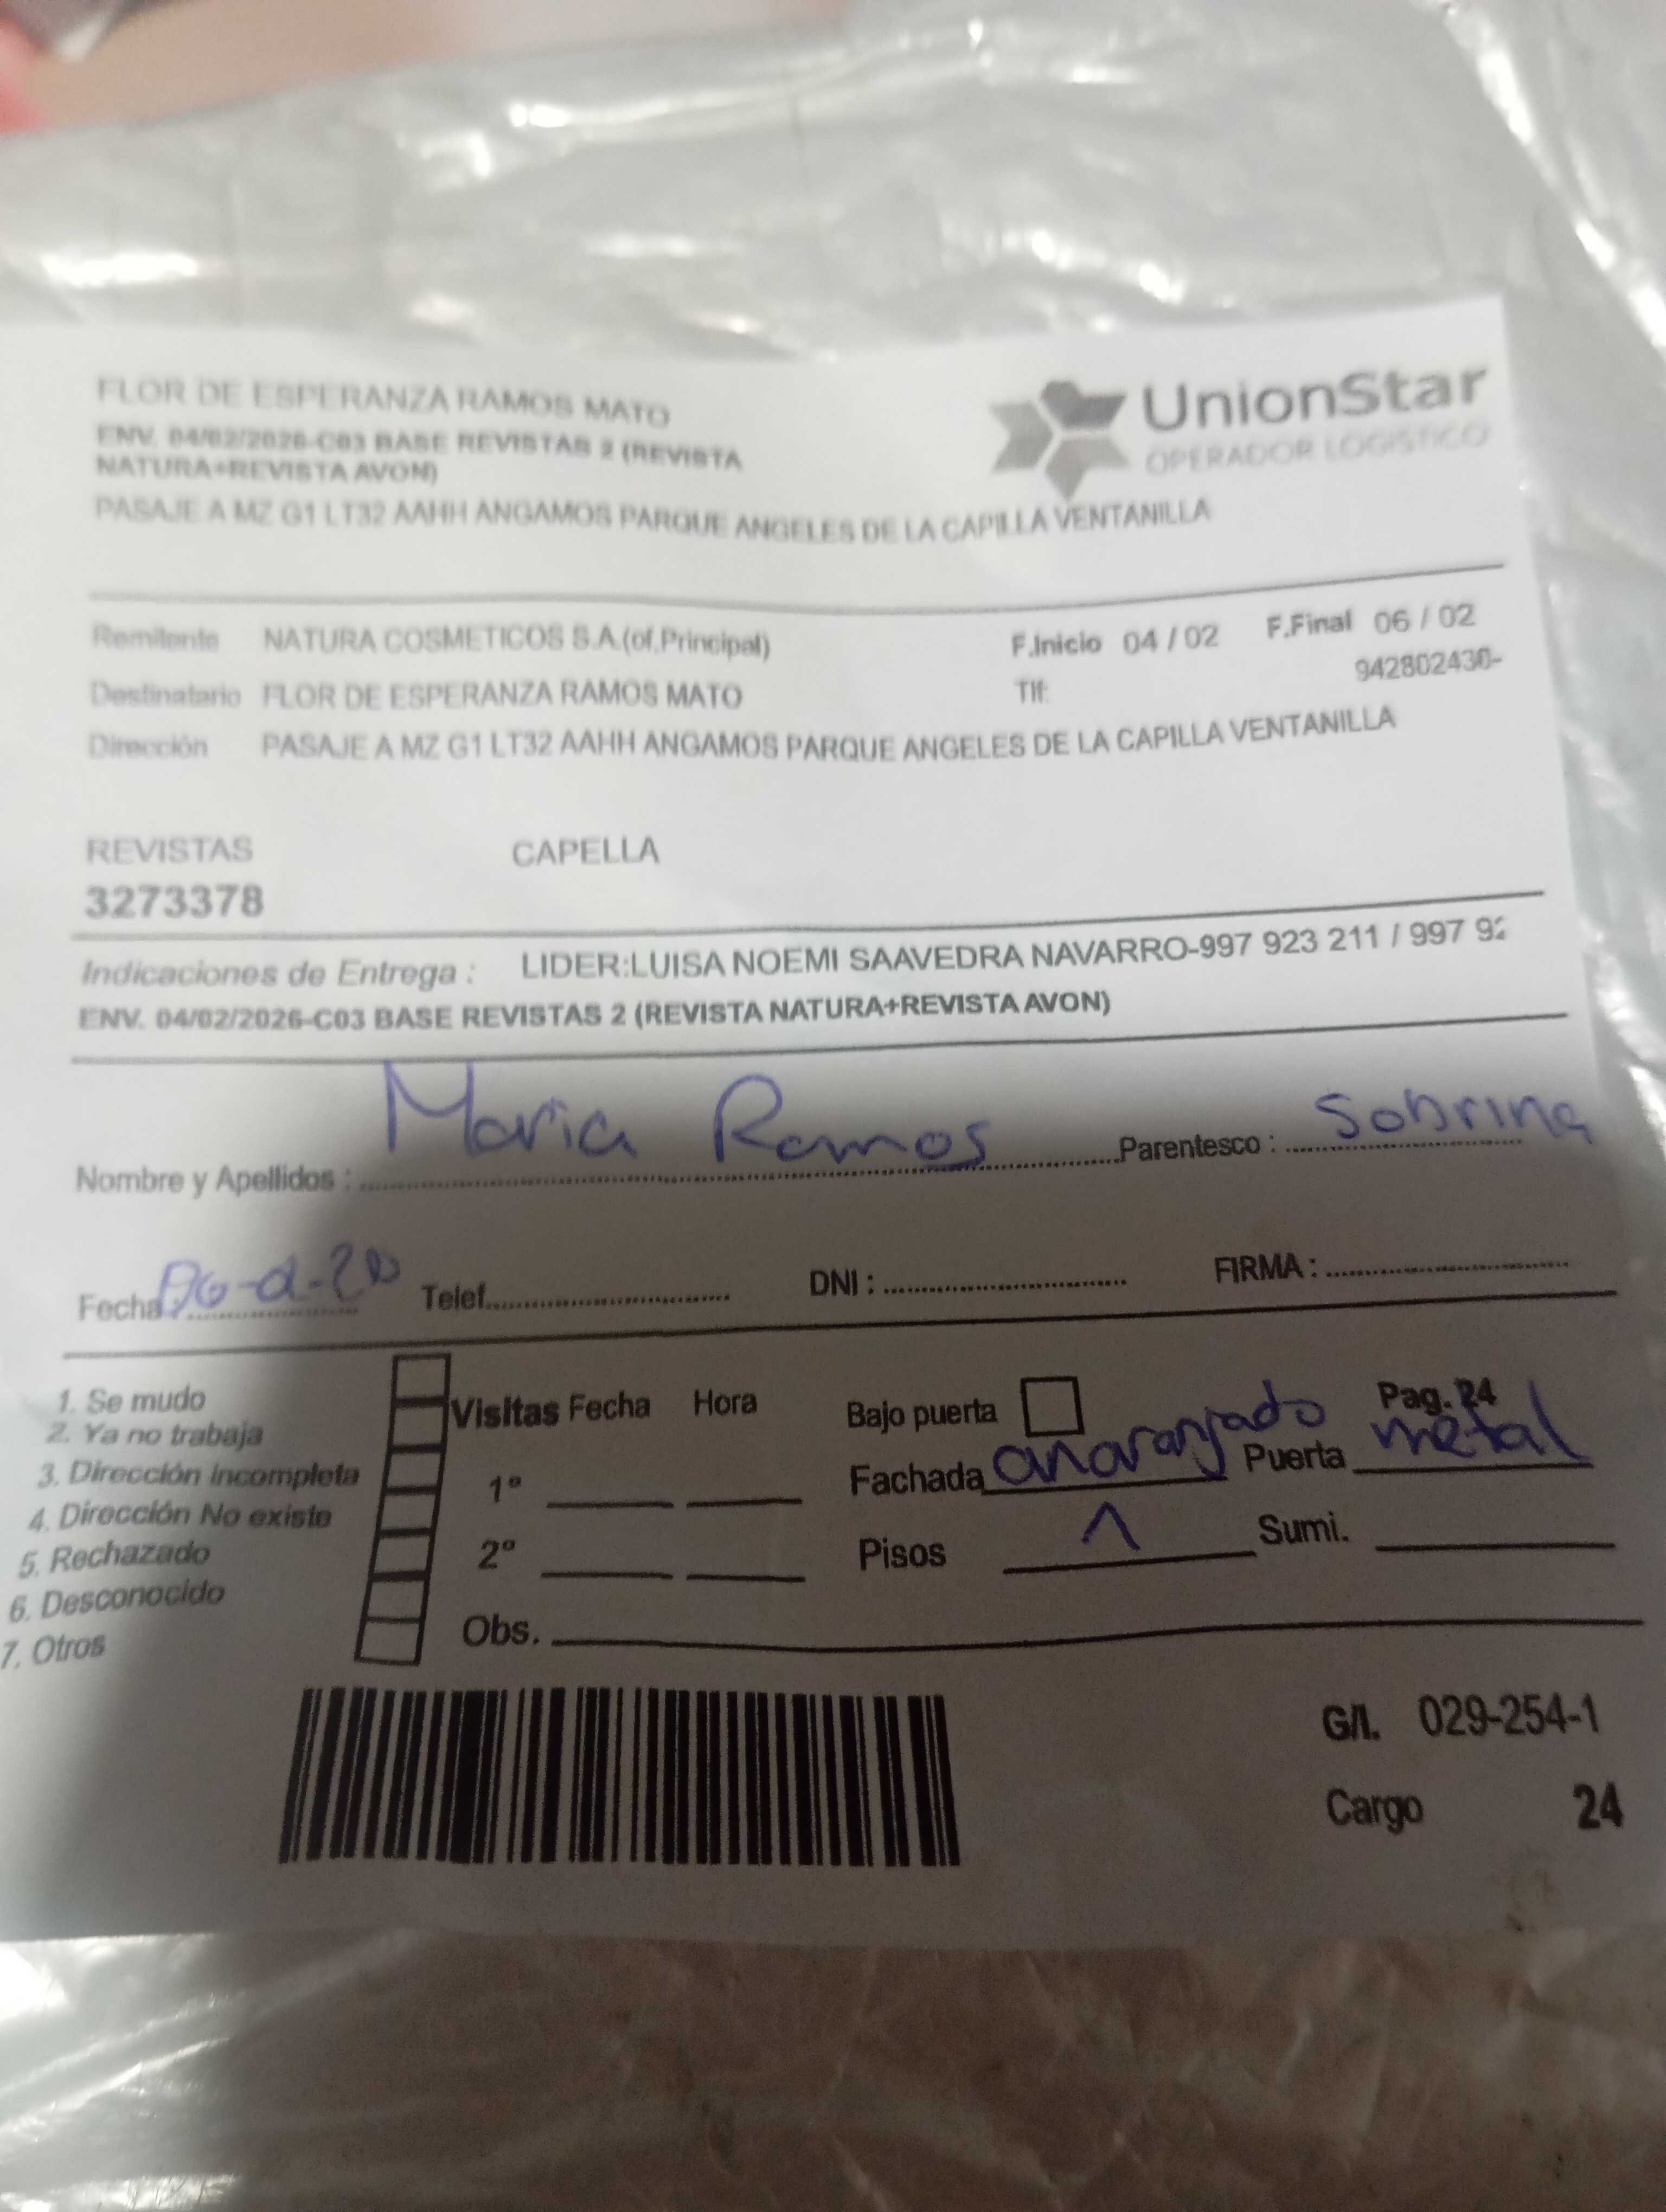 FLOR DE ESPERANZA RAMOS MATO
UnionStar
OPERADOR LOGISTICO
ENV. 04/02/2026-C03 BASE REVISTAS 2 (REVISTA
NATURA+REVISTA AVON)
PASAJE A MZ G1 LT32 AAHH ANGAMOS PARQUE ANGELES DE LA CAPILLA VENTANILLA
Remitente NATURA COSMETICOS S.A.(of.Principal) F.Inicio 04 / 02 F.Final 06 / 02
Destinatario FLOR DE ESPERANZA RAMOS MATO Tlf: 942802430-
Dirección PASAJE A MZ G1 LT32 AAHH ANGAMOS PARQUE ANGELES DE LA CAPILLA VENTANILLA
REVISTAS CAPELLA
3273378
Indicaciones de Entrega : LIDER:LUISA NOEMI SAAVEDRA NAVARRO-997 923 211 / 997
ENV. 04/02/2026-C03 BASE REVISTAS 2 (REVISTA NATURA+REVISTA AVON)
Nombre y Apellidos : Maria Ramos Parentesco : Sobrina
Fecha Telef. DNI : FIRMA :
1. Se mudo
2. Ya no trabaja
3. Dirección incompleta
4. Dirección No existe
5. Rechazado
6. Desconocido
7. Otros
Visitas Fecha Hora
1º
2º
Obs.
Bajo puerta Pag. 24
Fachada anaranjado Puerta metal
Pisos 1 Sumi.
G/I. 029-254-1
Cargo 24